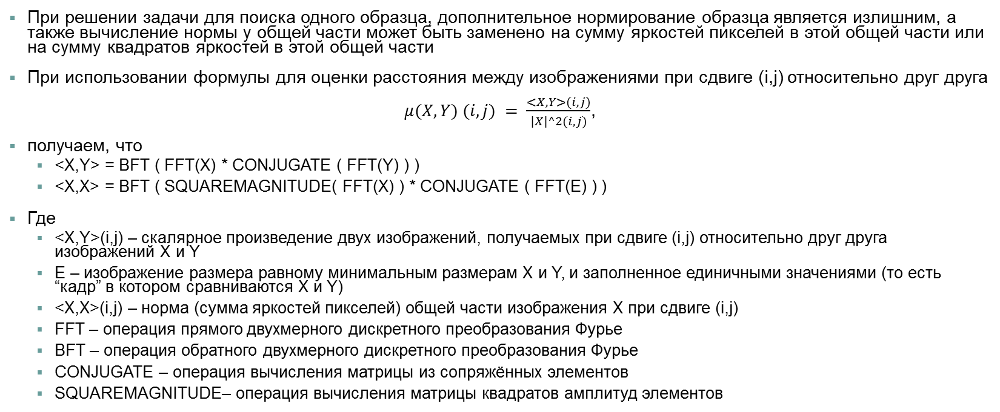 ▪ При решении задачи для поиска одного образца, дополнительное нормирование образца является излишним, а
также вычисление нормы у общей части может быть заменено на сумму яркостей пикселей в этой общей части или
на сумму квадратов яркостей в этой общей части
▪ При использовании формулы для оценки расстояния между изображениями при сдвиге (i,j) относительно друг друга
μ(X,Y) (i,j) = <X,Y>(i,j) / |X|^2(i,j),
▪ получаем, что
▪ <X,Y> = BFT ( FFT(X) * CONJUGATE ( FFT(Y) ) )
▪ <X,X> = BFT ( SQUAREMAGNITUDE( FFT(X) ) * CONJUGATE ( FFT(E) ) )
▪ Где
▪ <X,Y>(i,j) – скалярное произведение двух изображений, получаемых при сдвиге (i,j) относительно друг друга
изображений X и Y
▪ E – изображение размера равному минимальным размерам X и Y, и заполненное единичными значениями (то есть
“кадр” в котором сравниваются X и Y)
▪ <X,X>(i,j) – норма (сумма яркостей пикселей) общей части изображения X при сдвиге (i,j)
▪ FFT – операция прямого двухмерного дискретного преобразования Фурье
▪ BFT – операция обратного двухмерного дискретного преобразования Фурье
▪ CONJUGATE – операция вычисления матрицы из сопряжённых элементов
▪ SQUAREMAGNITUDE– операция вычисления матрицы квадратов амплитуд элементов